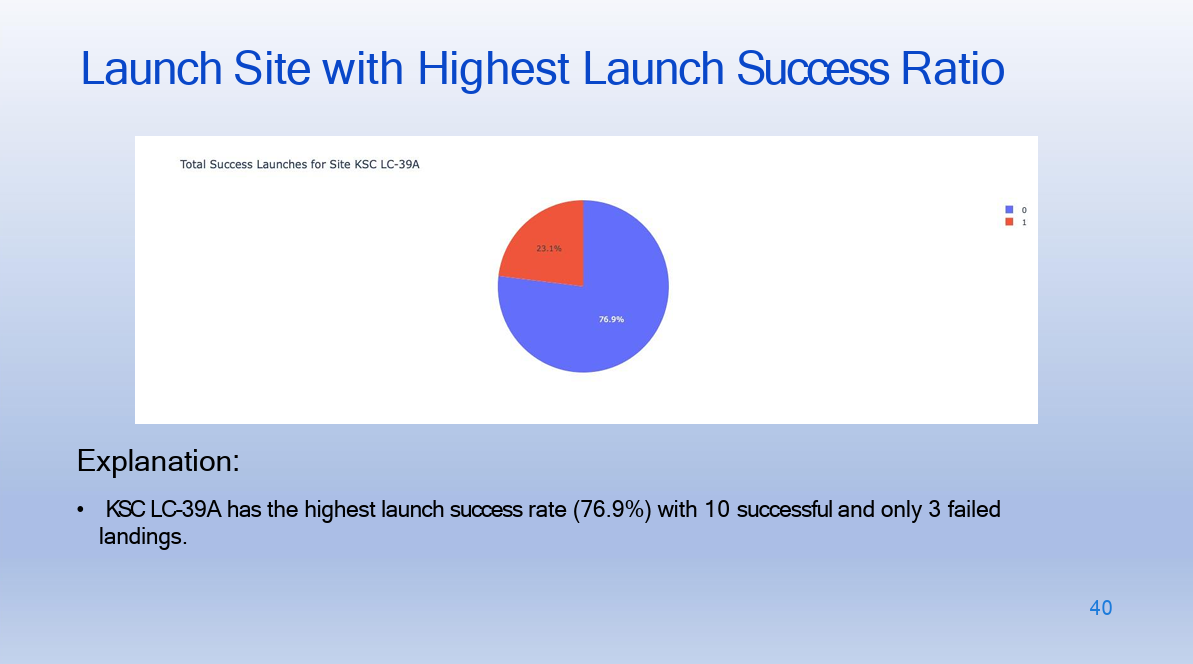 Launch Site with Highest Launch Success Ratio
Total Success Launches for Site KSC LC-39A
0
1
23.1%
76.9%
Explanation:
• KSC LC-39A has the highest launch success rate (76.9%) with 10 successful and only 3 failed
landings.
40